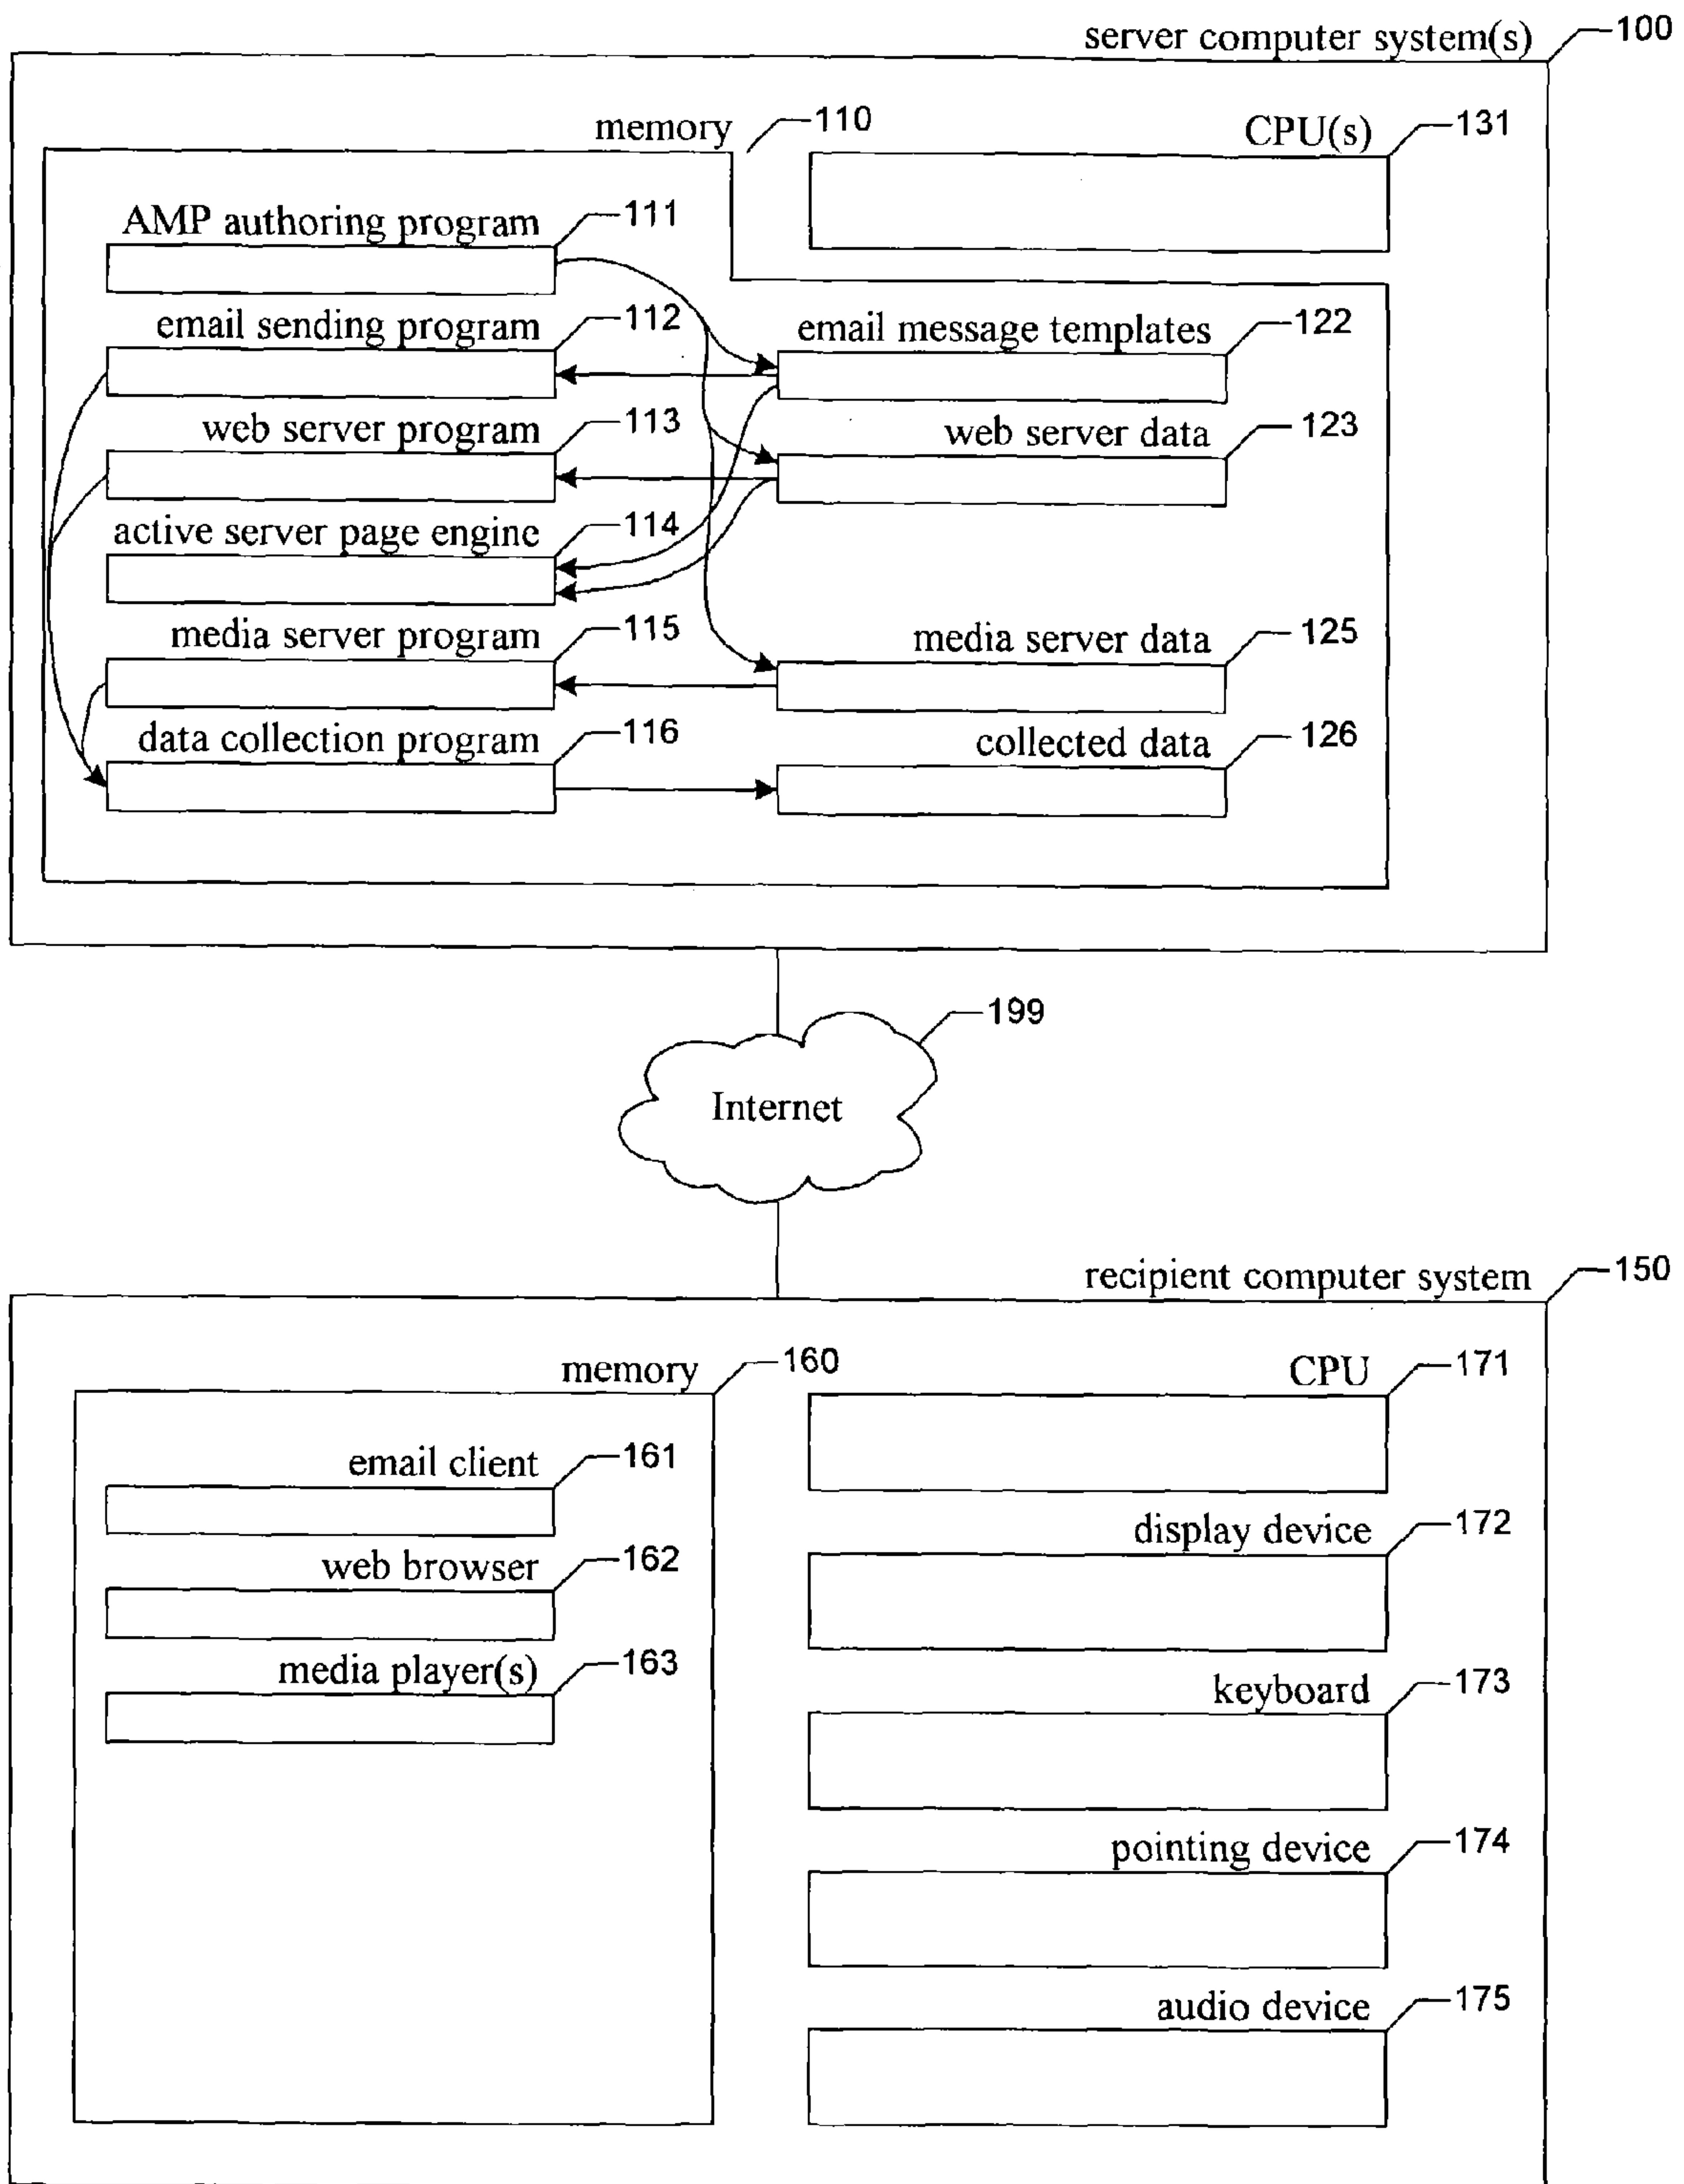 server computer system(s) 100
memory 110
CPU(s) 131
AMP authoring program 111
email sending program 112
email message templates 122
web server program 113
web server data 123
active server page engine 114
media server program 115
media server data 125
data collection program 116
collected data 126
199
Internet
recipient computer system 150
memory 160
CPU 171
email client 161
display device 172
web browser 162
media player(s) 163
keyboard 173
pointing device 174
audio device 175